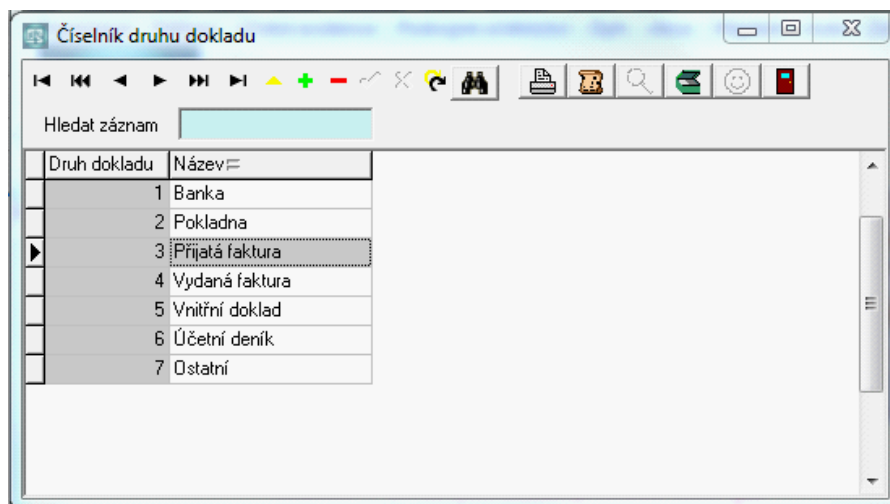 Číselník druhu dokladu
Hledat záznam
Druh dokladu Název
1 Banka
2 Pokladna
3 Přijatá faktura
4 Vydaná faktura
5 Vnitřní doklad
6 Účetní deník
7 Ostatní